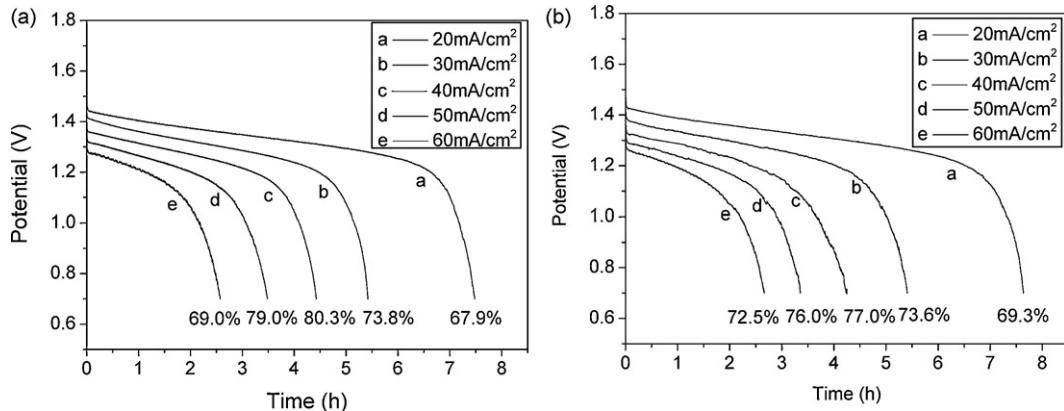 (a)
1.8
1.6
1.4
1.2
1.0
0.8
0.6
Potential (V)
a 20mA/cm²
b 30mA/cm²
c 40mA/cm²
d 50mA/cm²
e 60mA/cm²
e d c b a
69.0% 79.0% 80.3% 73.8% 67.9%
0 1 2 3 4 5 6 7 8
Time (h)
(b)
1.8
1.6
1.4
1.2
1.0
0.8
0.6
Potential (V)
a 20mA/cm²
b 30mA/cm²
c 40mA/cm²
d 50mA/cm²
e 60mA/cm²
e d c b a
72.5% 76.0% 77.0% 73.6% 69.3%
0 1 2 3 4 5 6 7 8
Time (h)